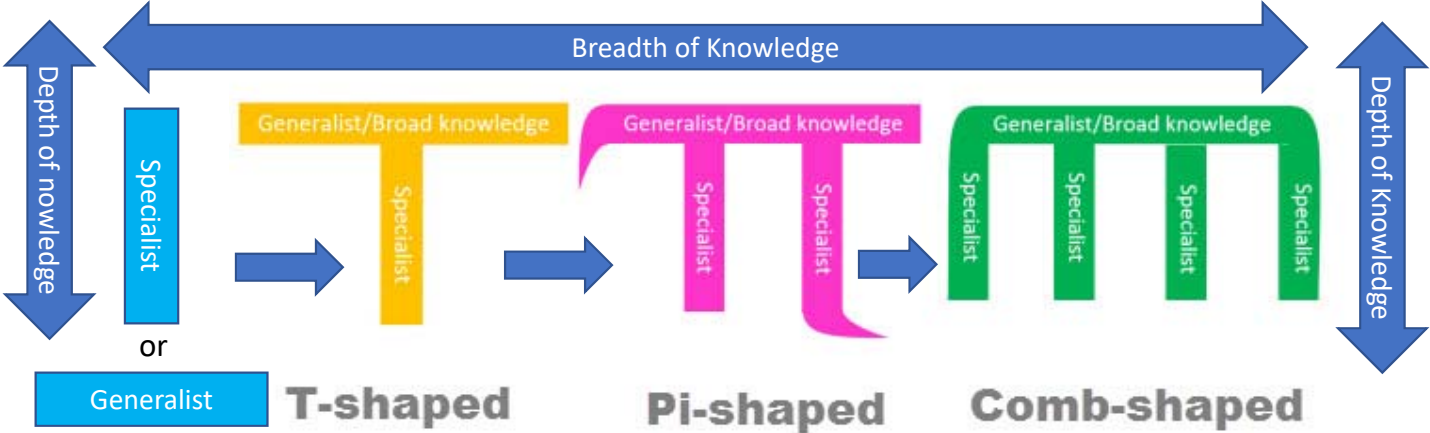 Breadth of Knowledge
Depth of nowledge
Specialist
or
Generalist
Generalist/Broad knowledge
Specialist
T-shaped
Generalist/Broad knowledge
Specialist
Specialist
Pi-shaped
Generalist/Broad knowledge
Specialist
Specialist
Specialist
Specialist
Comb-shaped
Depth of Knowledge